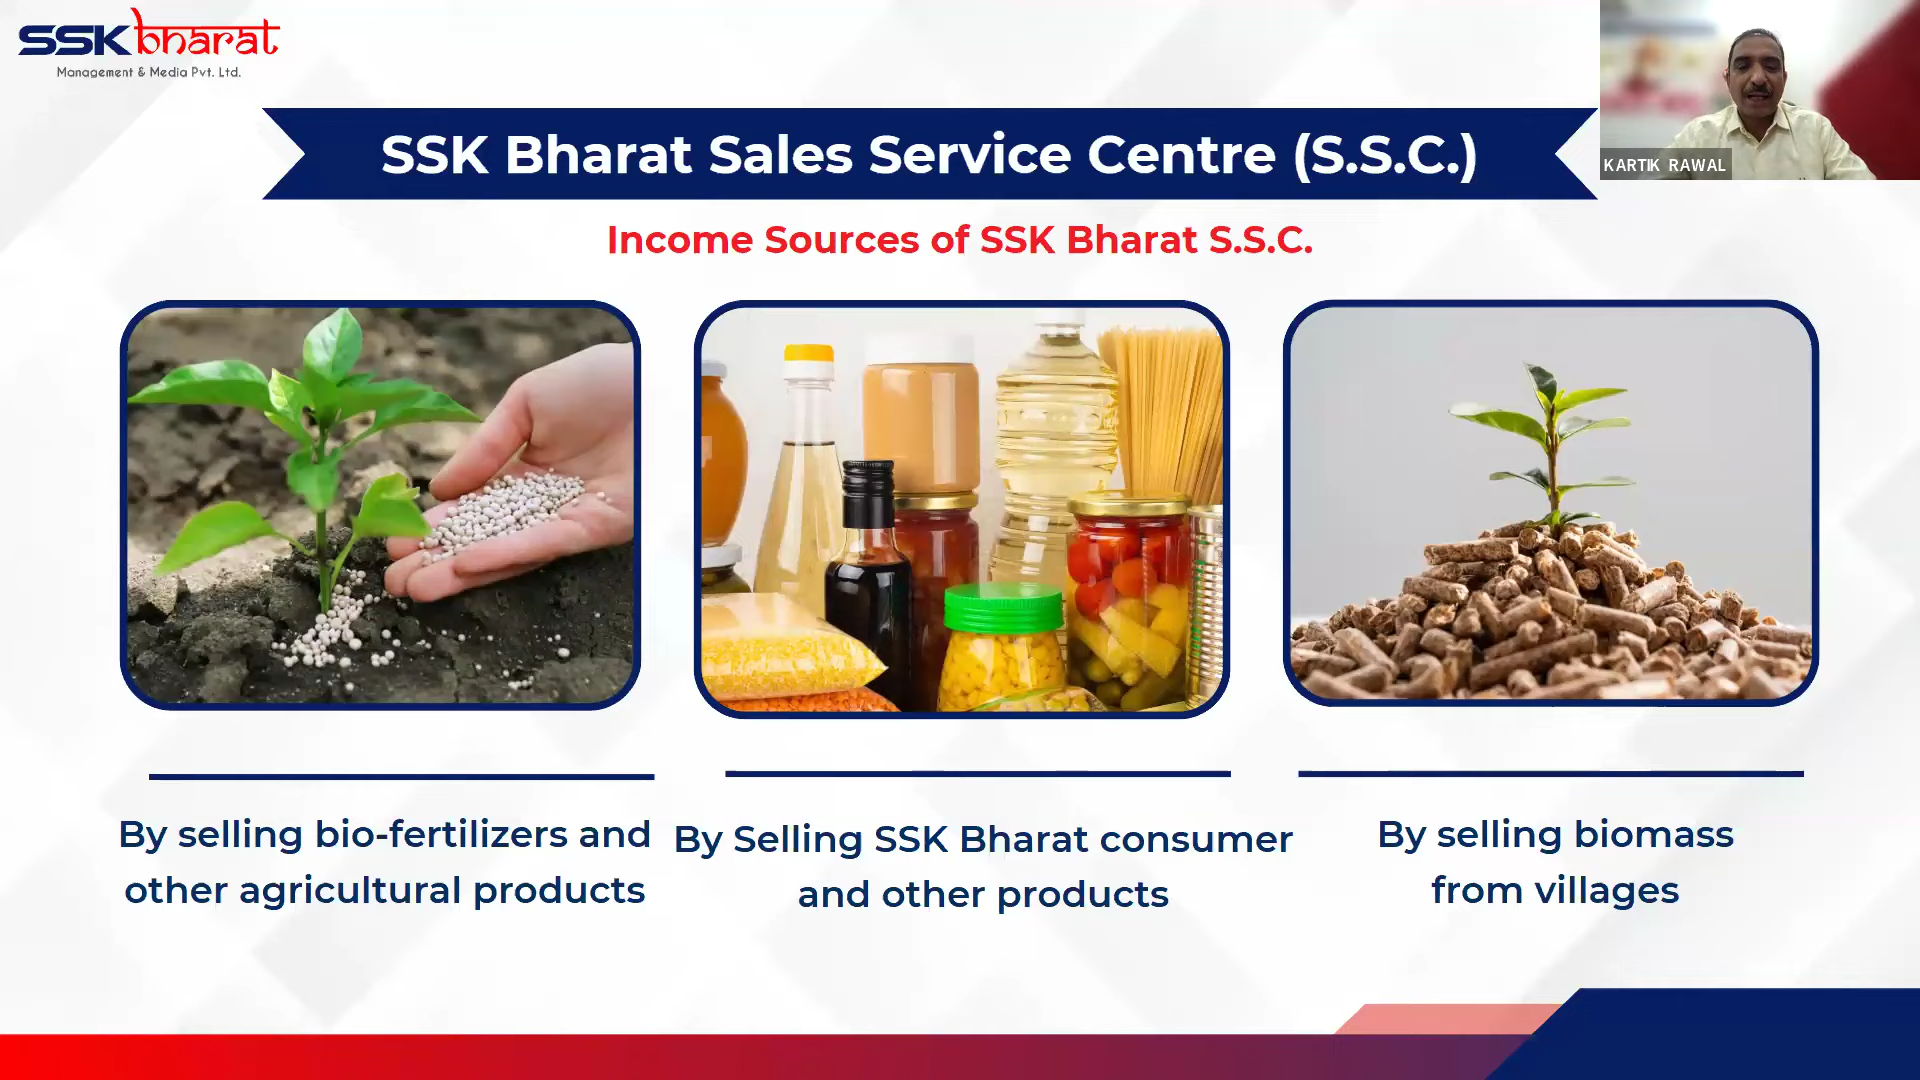 SSK bharat
Management & Media Pvt. Ltd.
SSK Bharat Sales Service Centre (S.S.C.)
KARTIK RAWAL
Income Sources of SSK Bharat S.S.C.
By selling bio-fertilizers and
other agricultural products
By Selling SSK Bharat consumer
and other products
By selling biomass
from villages